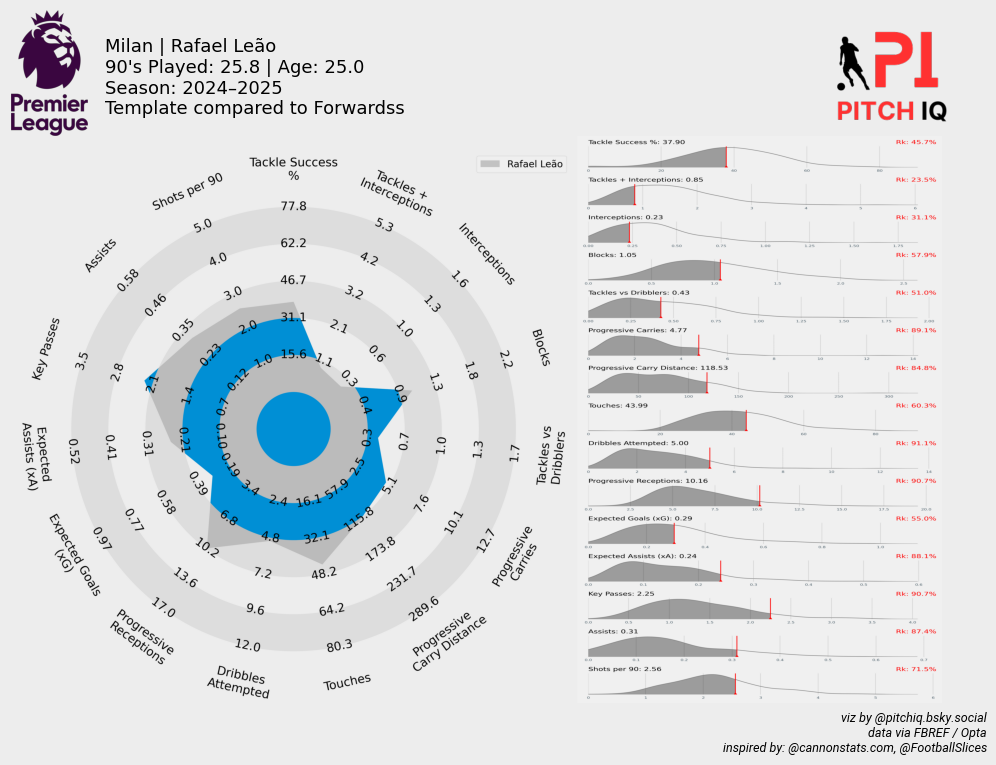 Premier
League
Milan | Rafael Leão
90's Played: 25.8 | Age: 25.0
Season: 2024–2025
Template compared to Forwardss
PI
PITCH IQ
Rafael Leão
Tackle Success
%
77.8
62.2
46.7
31.1
15.6
Tackles +
Interceptions
5.3
4.2
3.2
2.1
1.1
Interceptions
1.6
1.3
1.0
0.6
0.3
Blocks
2.2
1.8
1.3
0.9
0.4
Tackles vs
Dribblers
1.7
1.3
1.0
0.7
0.3
Progressive
Carries
12.7
10.1
7.6
5.1
2.5
Progressive
Carry Distance
289.6
231.7
173.8
115.8
57.9
Touches
80.3
64.2
48.2
32.1
16.1
Dribbles
Attempted
12.0
9.6
7.2
4.8
2.4
Progressive
Receptions
17.0
13.6
10.2
6.8
3.4
Expected Goals
(xG)
0.97
0.77
0.58
0.39
0.19
Expected
Assists (xA)
0.52
0.41
0.31
0.21
0.10
Key Passes
3.5
2.8
2.1
1.4
0.7
Assists
0.58
0.46
0.35
0.23
0.12
Shots per 90
5.0
4.0
3.0
2.0
1.0
Tackle Success %: 37.90 Rk: 45.7%
Tackles + Interceptions: 0.85 Rk: 23.5%
Interceptions: 0.23 Rk: 31.1%
Blocks: 1.05 Rk: 57.9%
Tackles vs Dribblers: 0.43 Rk: 51.0%
Progressive Carries: 4.77 Rk: 89.1%
Progressive Carry Distance: 118.53 Rk: 84.8%
Touches: 43.99 Rk: 60.3%
Dribbles Attempted: 5.00 Rk: 91.1%
Progressive Receptions: 10.16 Rk: 90.7%
Expected Goals (xG): 0.29 Rk: 55.0%
Expected Assists (xA): 0.24 Rk: 88.1%
Key Passes: 2.25 Rk: 90.7%
Assists: 0.31 Rk: 87.4%
Shots per 90: 2.56 Rk: 71.5%
viz by @pitchiq.bsky.social
data via FBREF / Opta
inspired by: @cannonstats.com, @FootballSlices